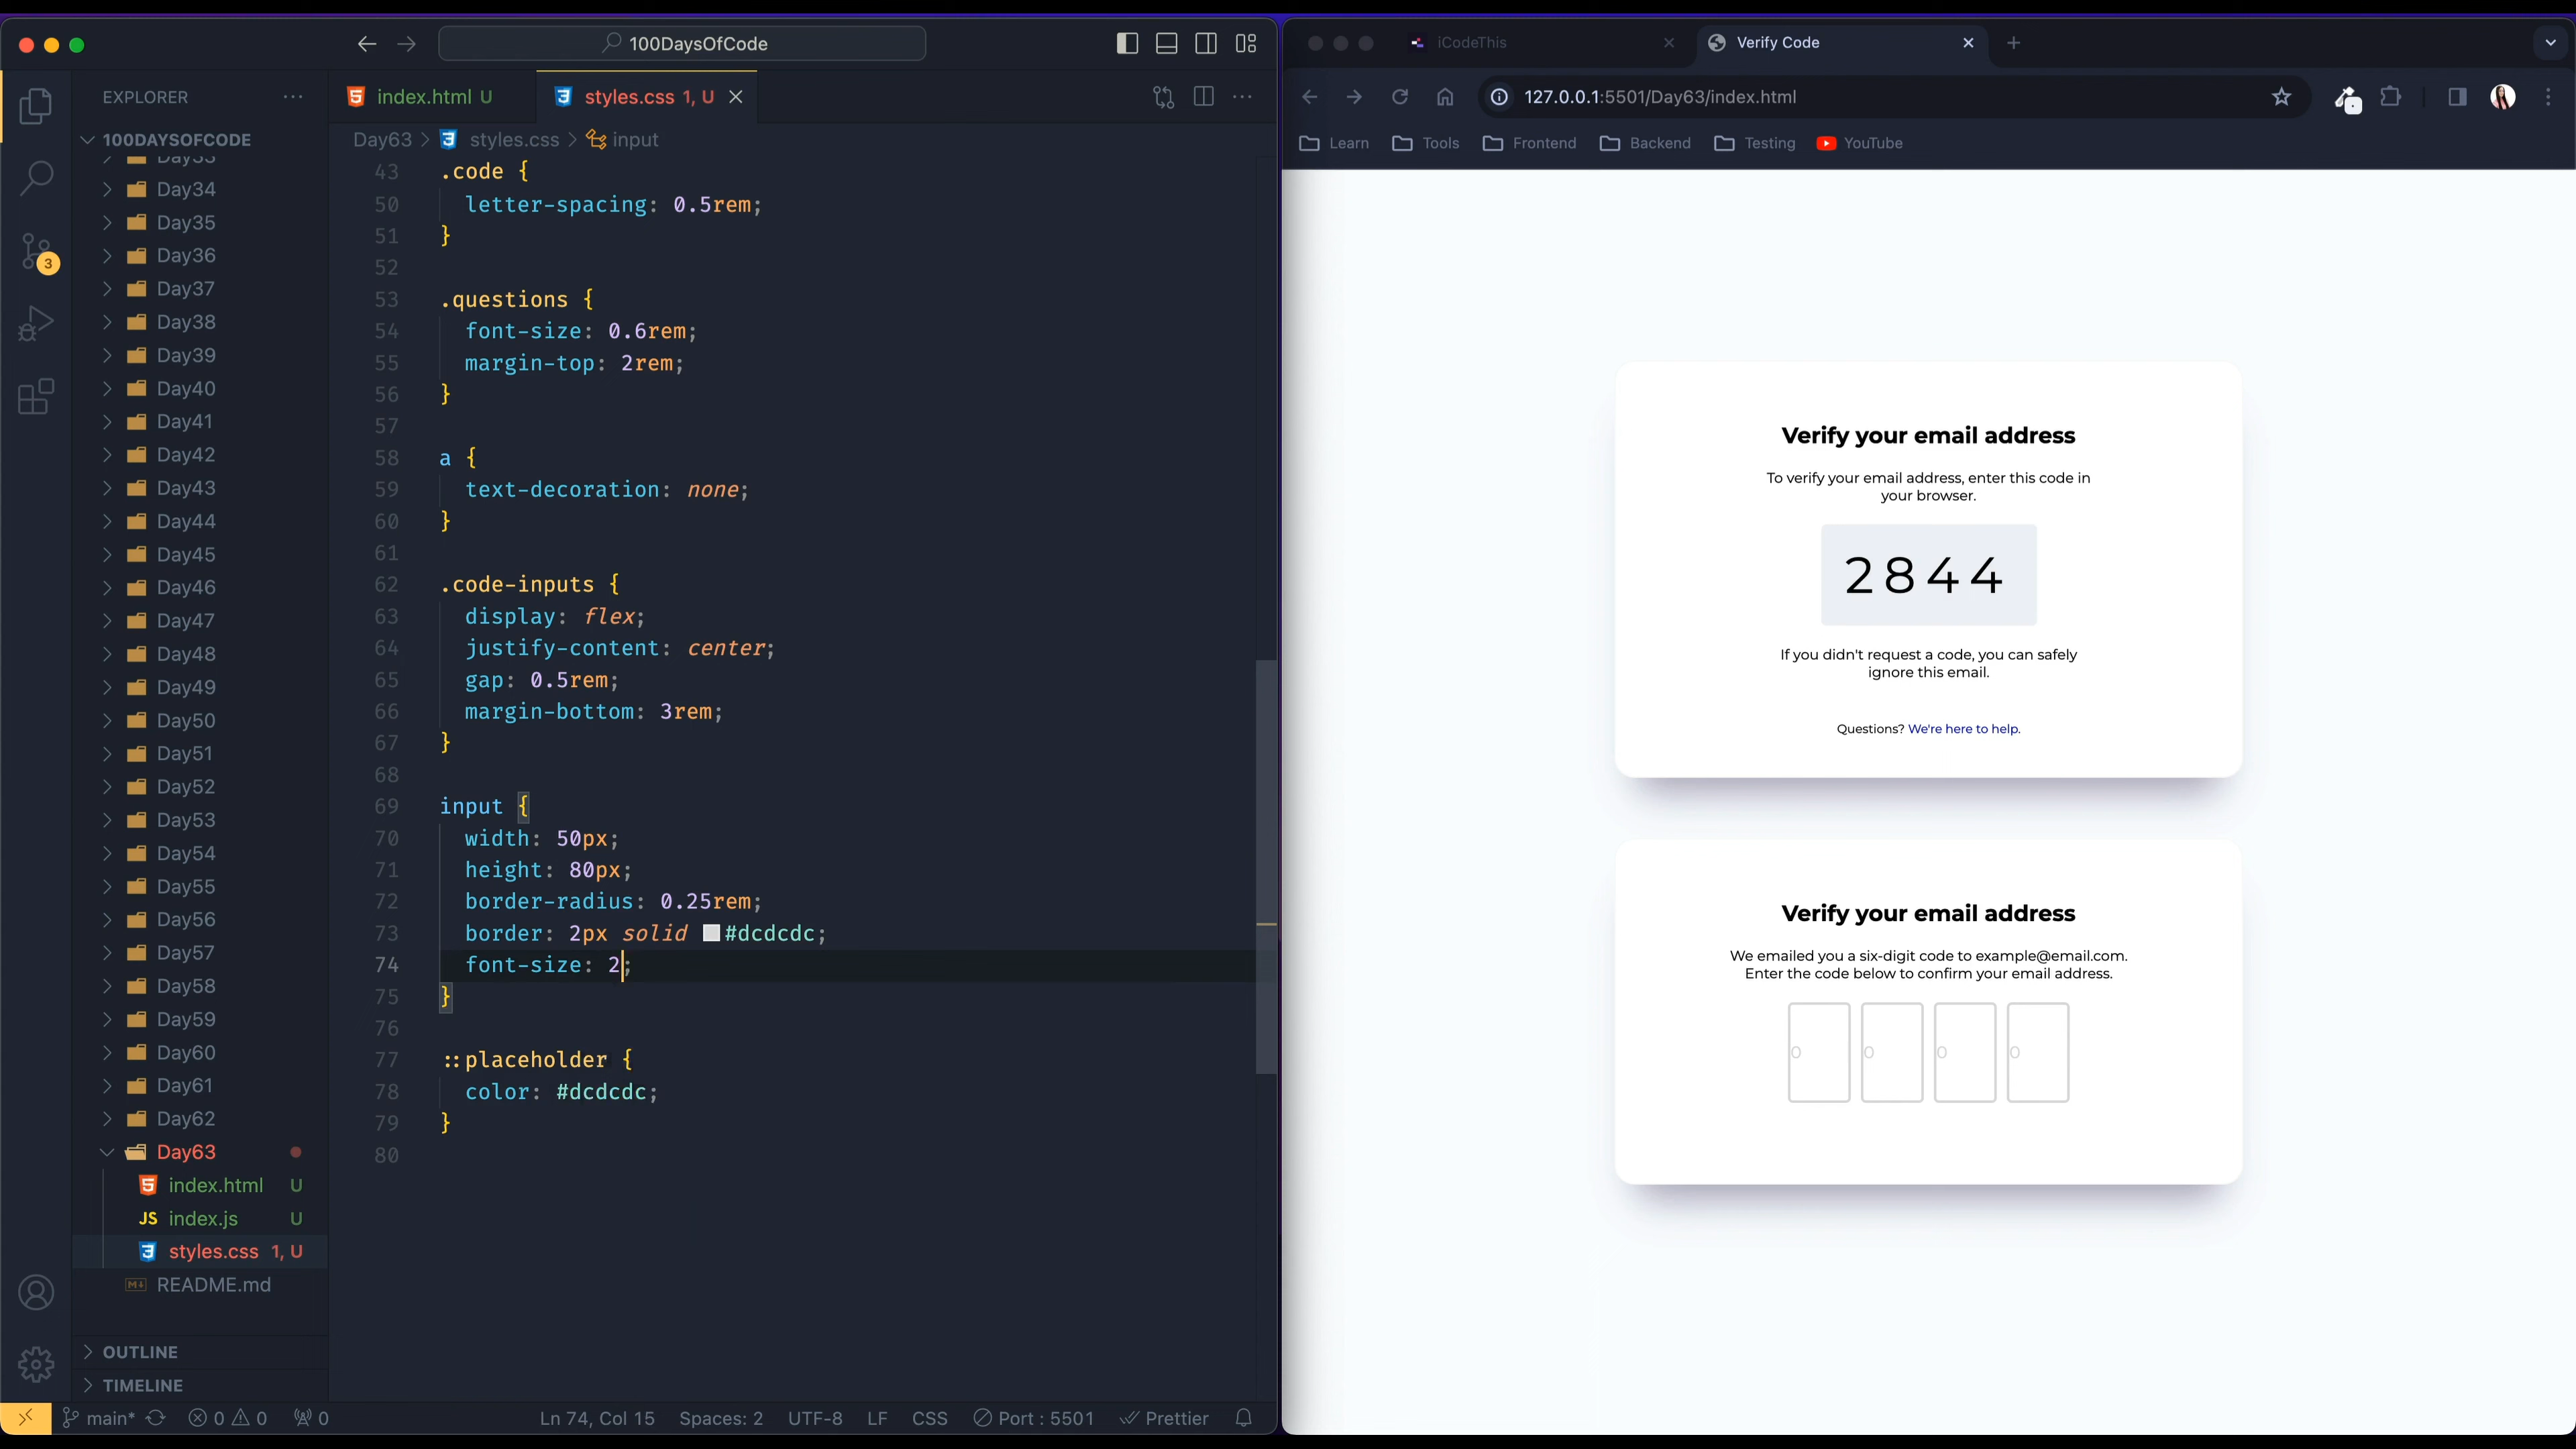 100DaysOfCode
EXPLORER
100DAYSOFCODE
Day33
Day34
Day35
Day36
Day37
Day38
Day39
Day40
Day41
Day42
Day43
Day44
Day45
Day46
Day47
Day48
Day49
Day50
Day51
Day52
Day53
Day54
Day55
Day56
Day57
Day58
Day59
Day60
Day61
Day62
Day63
index.html U
JS index.js U
styles.css 1, U
README.md
OUTLINE
TIMELINE
3
index.html U
styles.css 1, U
Day63 > styles.css > input
43 .code {
50 letter-spacing: 0.5rem;
51 }
52
53 .questions {
54 font-size: 0.6rem;
55 margin-top: 2rem;
56 }
57
58 a {
59 text-decoration: none;
60 }
61
62 .code-inputs {
63 display: flex;
64 justify-content: center;
65 gap: 0.5rem;
66 margin-bottom: 3rem;
67 }
68
69 input {
70 width: 50px;
71 height: 80px;
72 border-radius: 0.25rem;
73 border: 2px solid #dcdcdc;
74 font-size: 2;
75 }
76
77 ::placeholder {
78 color: #dcdcdc;
79 }
80
main* 0 0 0 Ln 74, Col 15 Spaces: 2 UTF-8 LF CSS Port : 5501 Prettier
iCodeThis
Verify Code
127.0.0.1:5501/Day63/index.html
Learn Tools Frontend Backend Testing YouTube
Verify your email address
To verify your email address, enter this code in
your browser.
2844
If you didn't request a code, you can safely
ignore this email.
Questions? We're here to help.
Verify your email address
We emailed you a six-digit code to example@email.com.
Enter the code below to confirm your email address.
0 0 0 0